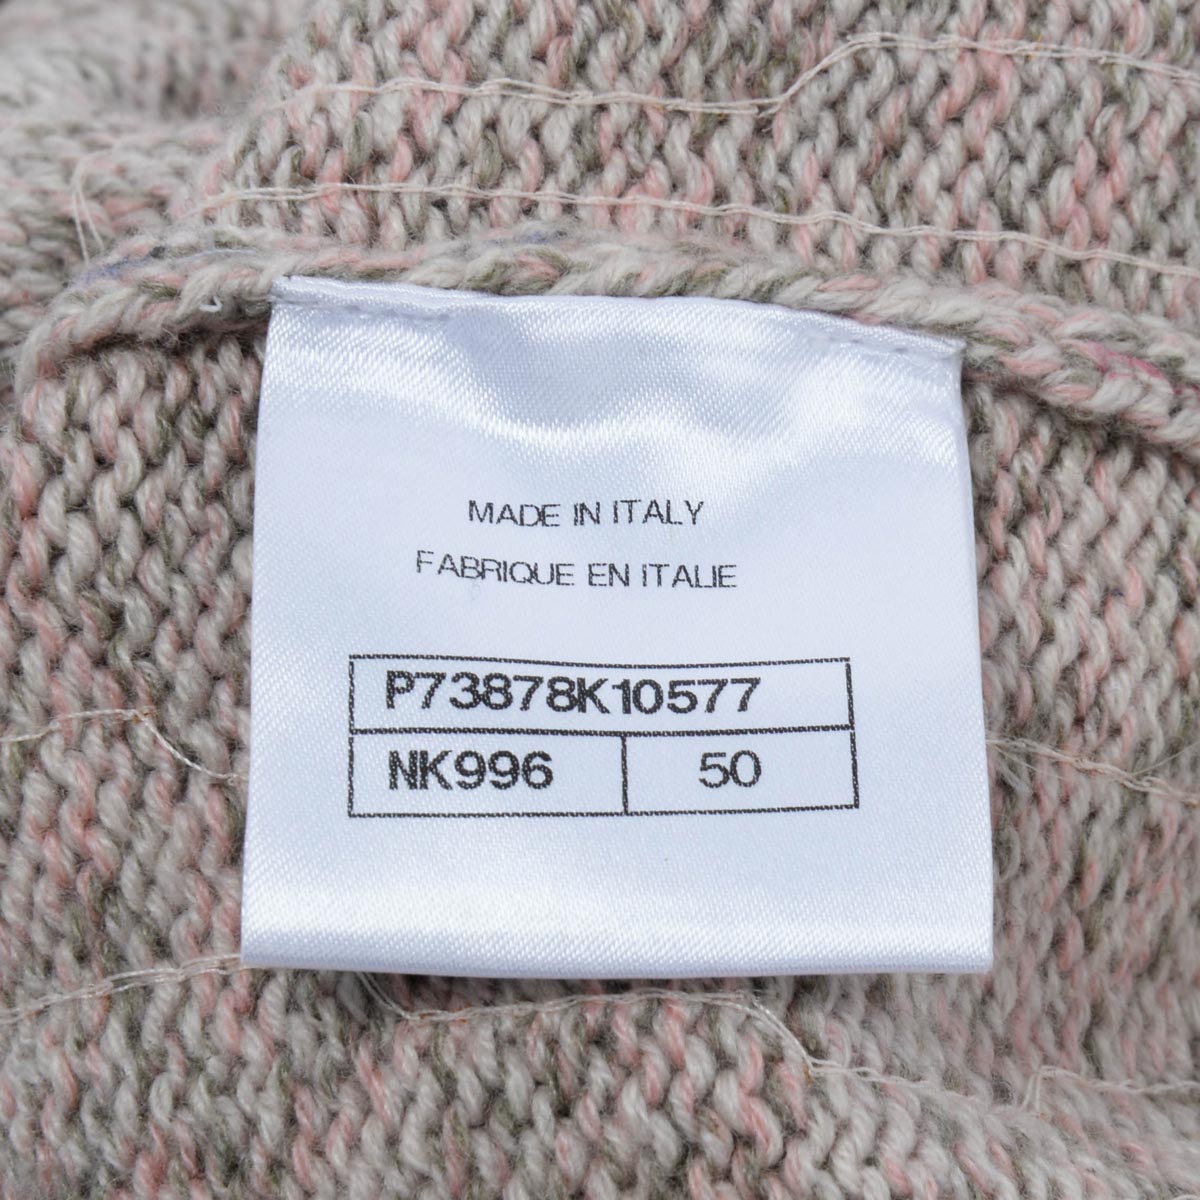 MADE IN ITALY
FABRIQUE EN ITALIE
P73878K10577
NK996 50